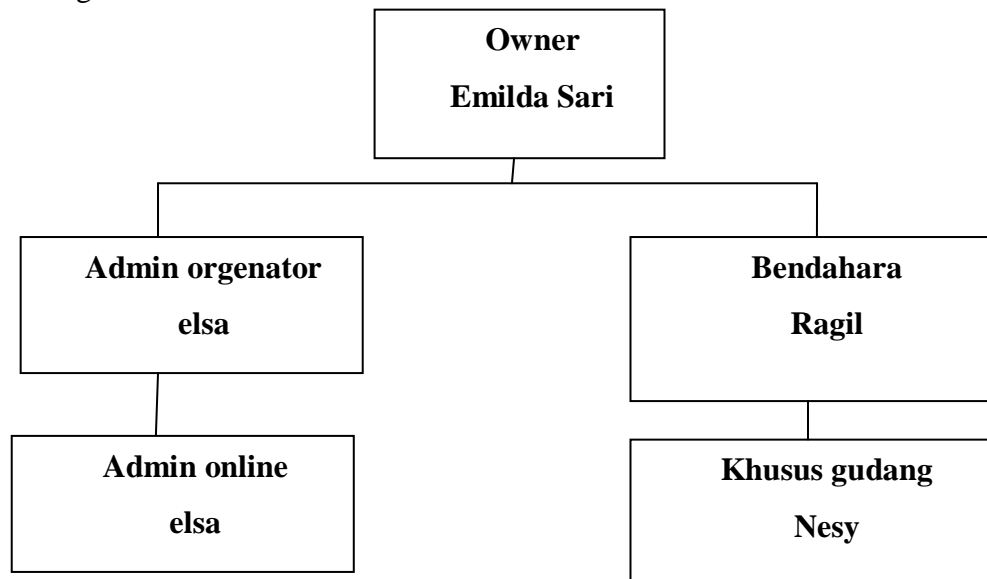 Owner
Emilda Sari
Admin orgenator
elsa
Bendahara
Ragil
Admin online
elsa
Khusus gudang
Nesy